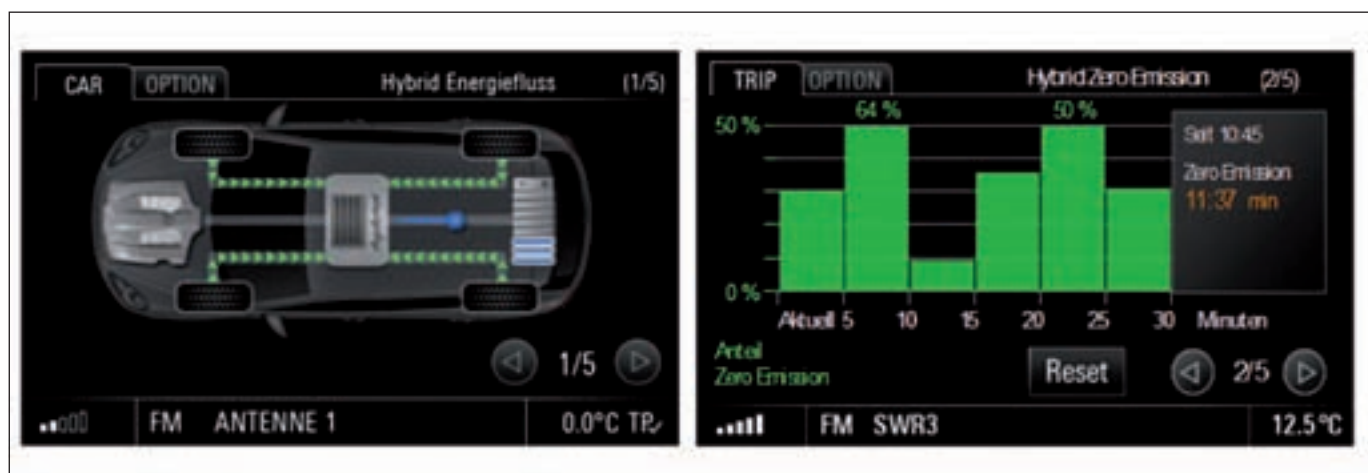 CAR OPTION Hybrid Energiefluss (1/5)
1/5
FM ANTENNE 1 0.0°C TP
TRIP OPTION Hybrid Zero Emission (2/5)
64 % 50 %
50 %
Seit 10:45
Zero Emission
11:37 min
0 %
Aktuell 5 10 15 20 25 30 Minuten
Anteil
Zero Emission
Reset 2/5
FM SWR3 12.5°C